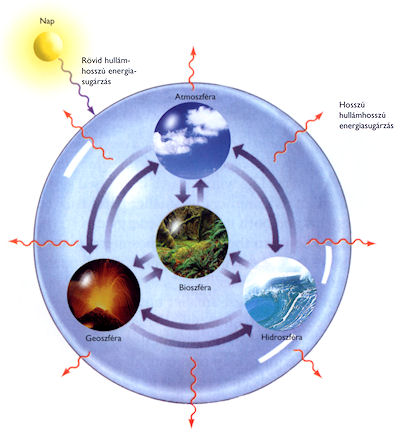 Nap
Rövid hullám-
hosszú energia-
sugárzás
Atmoszféra
Hosszú
hullámhosszú
energiasugárzás
Bioszféra
Geoszféra
Hidroszféra